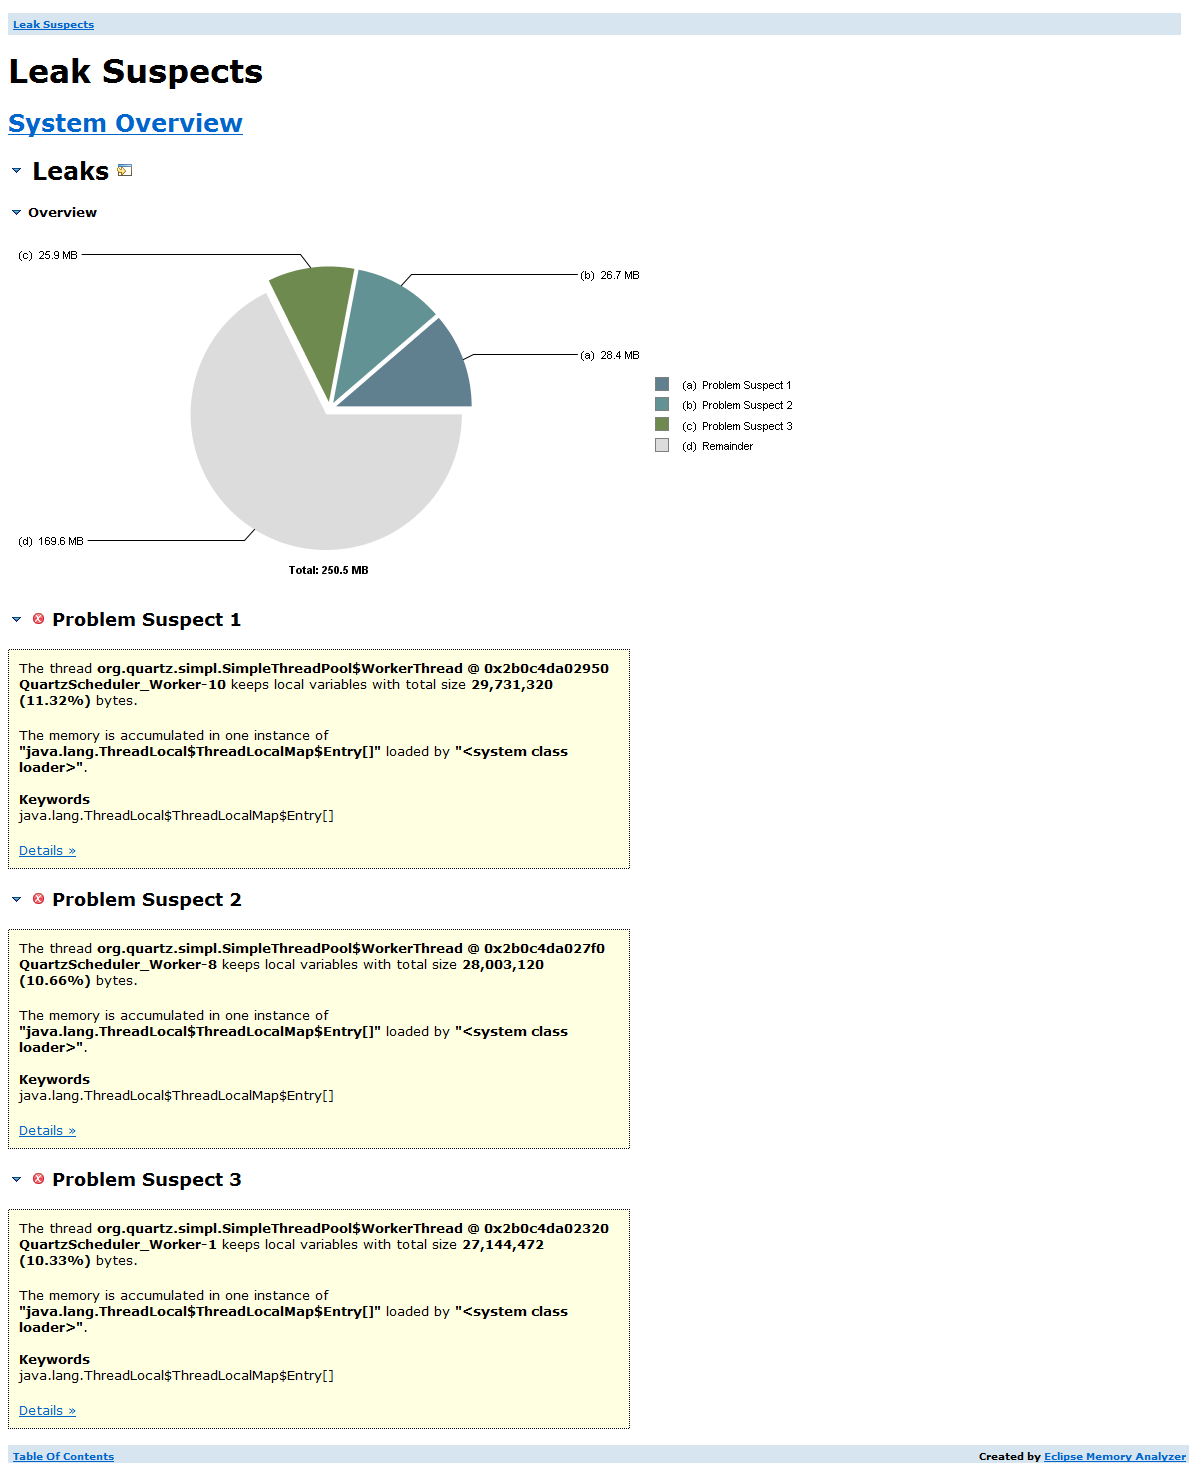 Leak Suspects
Leak Suspects
System Overview
Leaks
Overview
(c) 25.9 MB
(b) 26.7 MB
(a) 28.4 MB
(a) Problem Suspect 1
(b) Problem Suspect 2
(c) Problem Suspect 3
(d) Remainder
(d) 169.6 MB
Total: 250.5 MB
Problem Suspect 1
The thread org.quartz.simpl.SimpleThreadPool$WorkerThread @ 0x2b0c4da02950
QuartzScheduler_Worker-10 keeps local variables with total size 29,731,320
(11.32%) bytes.
The memory is accumulated in one instance of
"java.lang.ThreadLocal$ThreadLocalMap$Entry[]" loaded by "<system class
loader>".
Keywords
java.lang.ThreadLocal$ThreadLocalMap$Entry[]
Details »
Problem Suspect 2
The thread org.quartz.simpl.SimpleThreadPool$WorkerThread @ 0x2b0c4da027f0
QuartzScheduler_Worker-8 keeps local variables with total size 28,003,120
(10.66%) bytes.
The memory is accumulated in one instance of
"java.lang.ThreadLocal$ThreadLocalMap$Entry[]" loaded by "<system class
loader>".
Keywords
java.lang.ThreadLocal$ThreadLocalMap$Entry[]
Details »
Problem Suspect 3
The thread org.quartz.simpl.SimpleThreadPool$WorkerThread @ 0x2b0c4da02320
QuartzScheduler_Worker-1 keeps local variables with total size 27,144,472
(10.33%) bytes.
The memory is accumulated in one instance of
"java.lang.ThreadLocal$ThreadLocalMap$Entry[]" loaded by "<system class
loader>".
Keywords
java.lang.ThreadLocal$ThreadLocalMap$Entry[]
Details »
Table Of Contents
Created by Eclipse Memory Analyzer